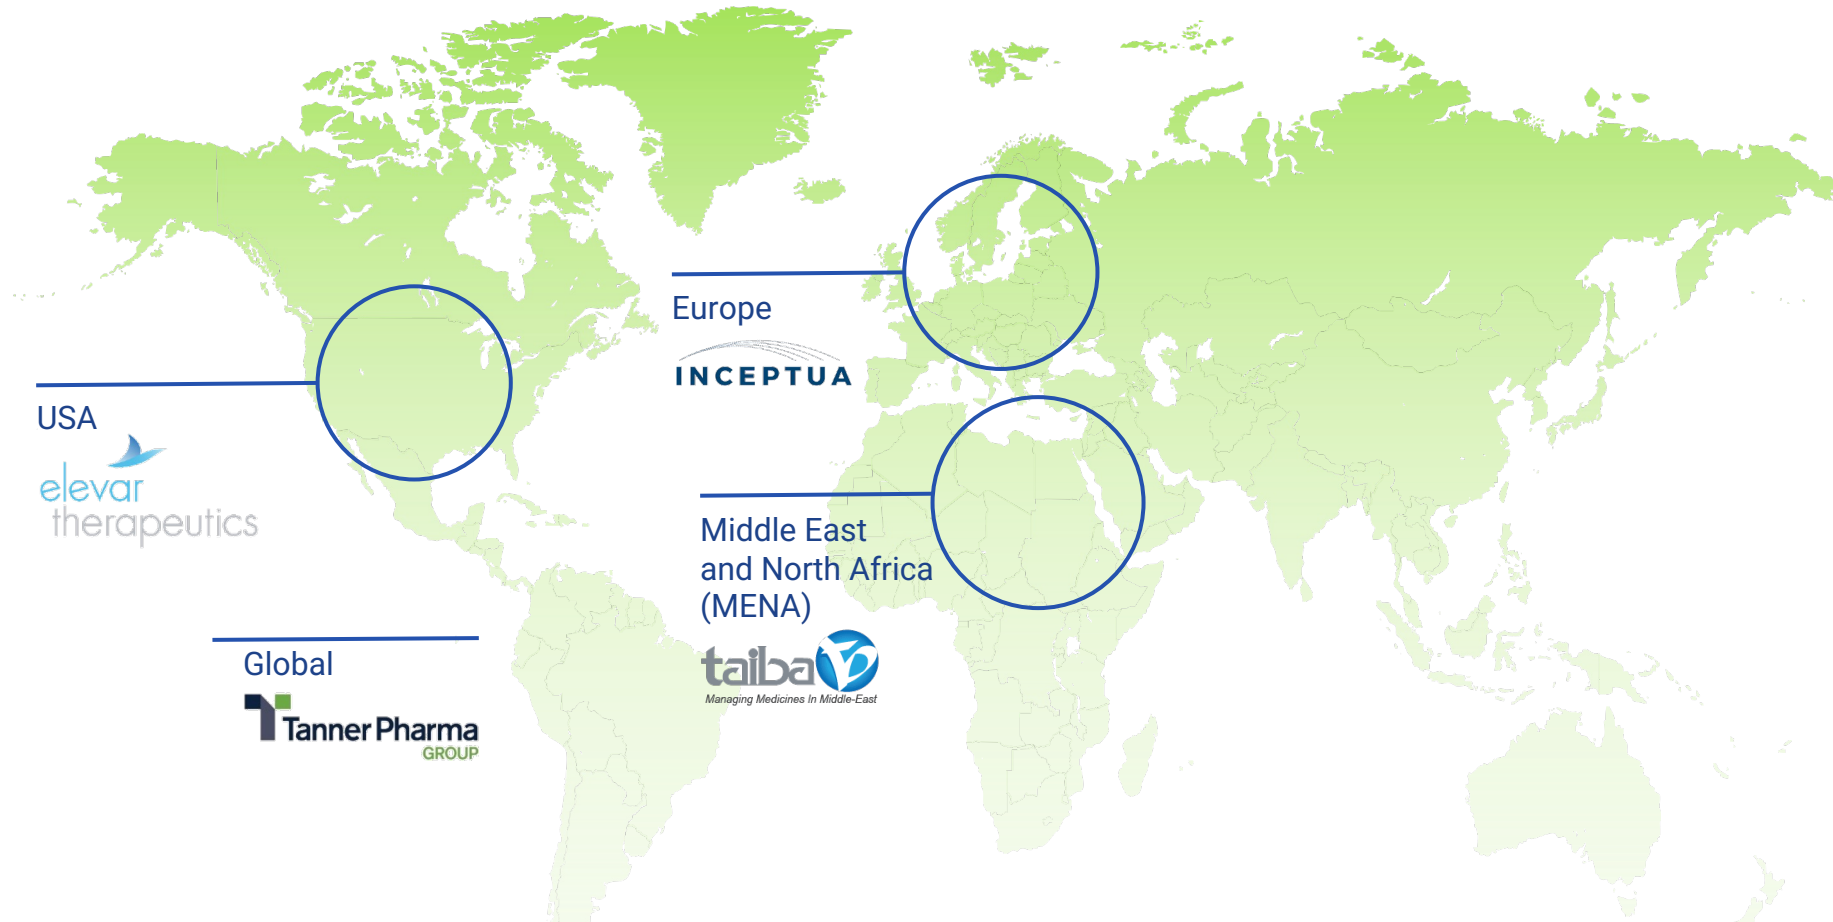 USA
elevar
therapeutics
Europe
INCEPTUA
Middle East
and North Africa
(MENA)
taiba
Managing Medicines In Middle-East
Global
Tanner Pharma
GROUP